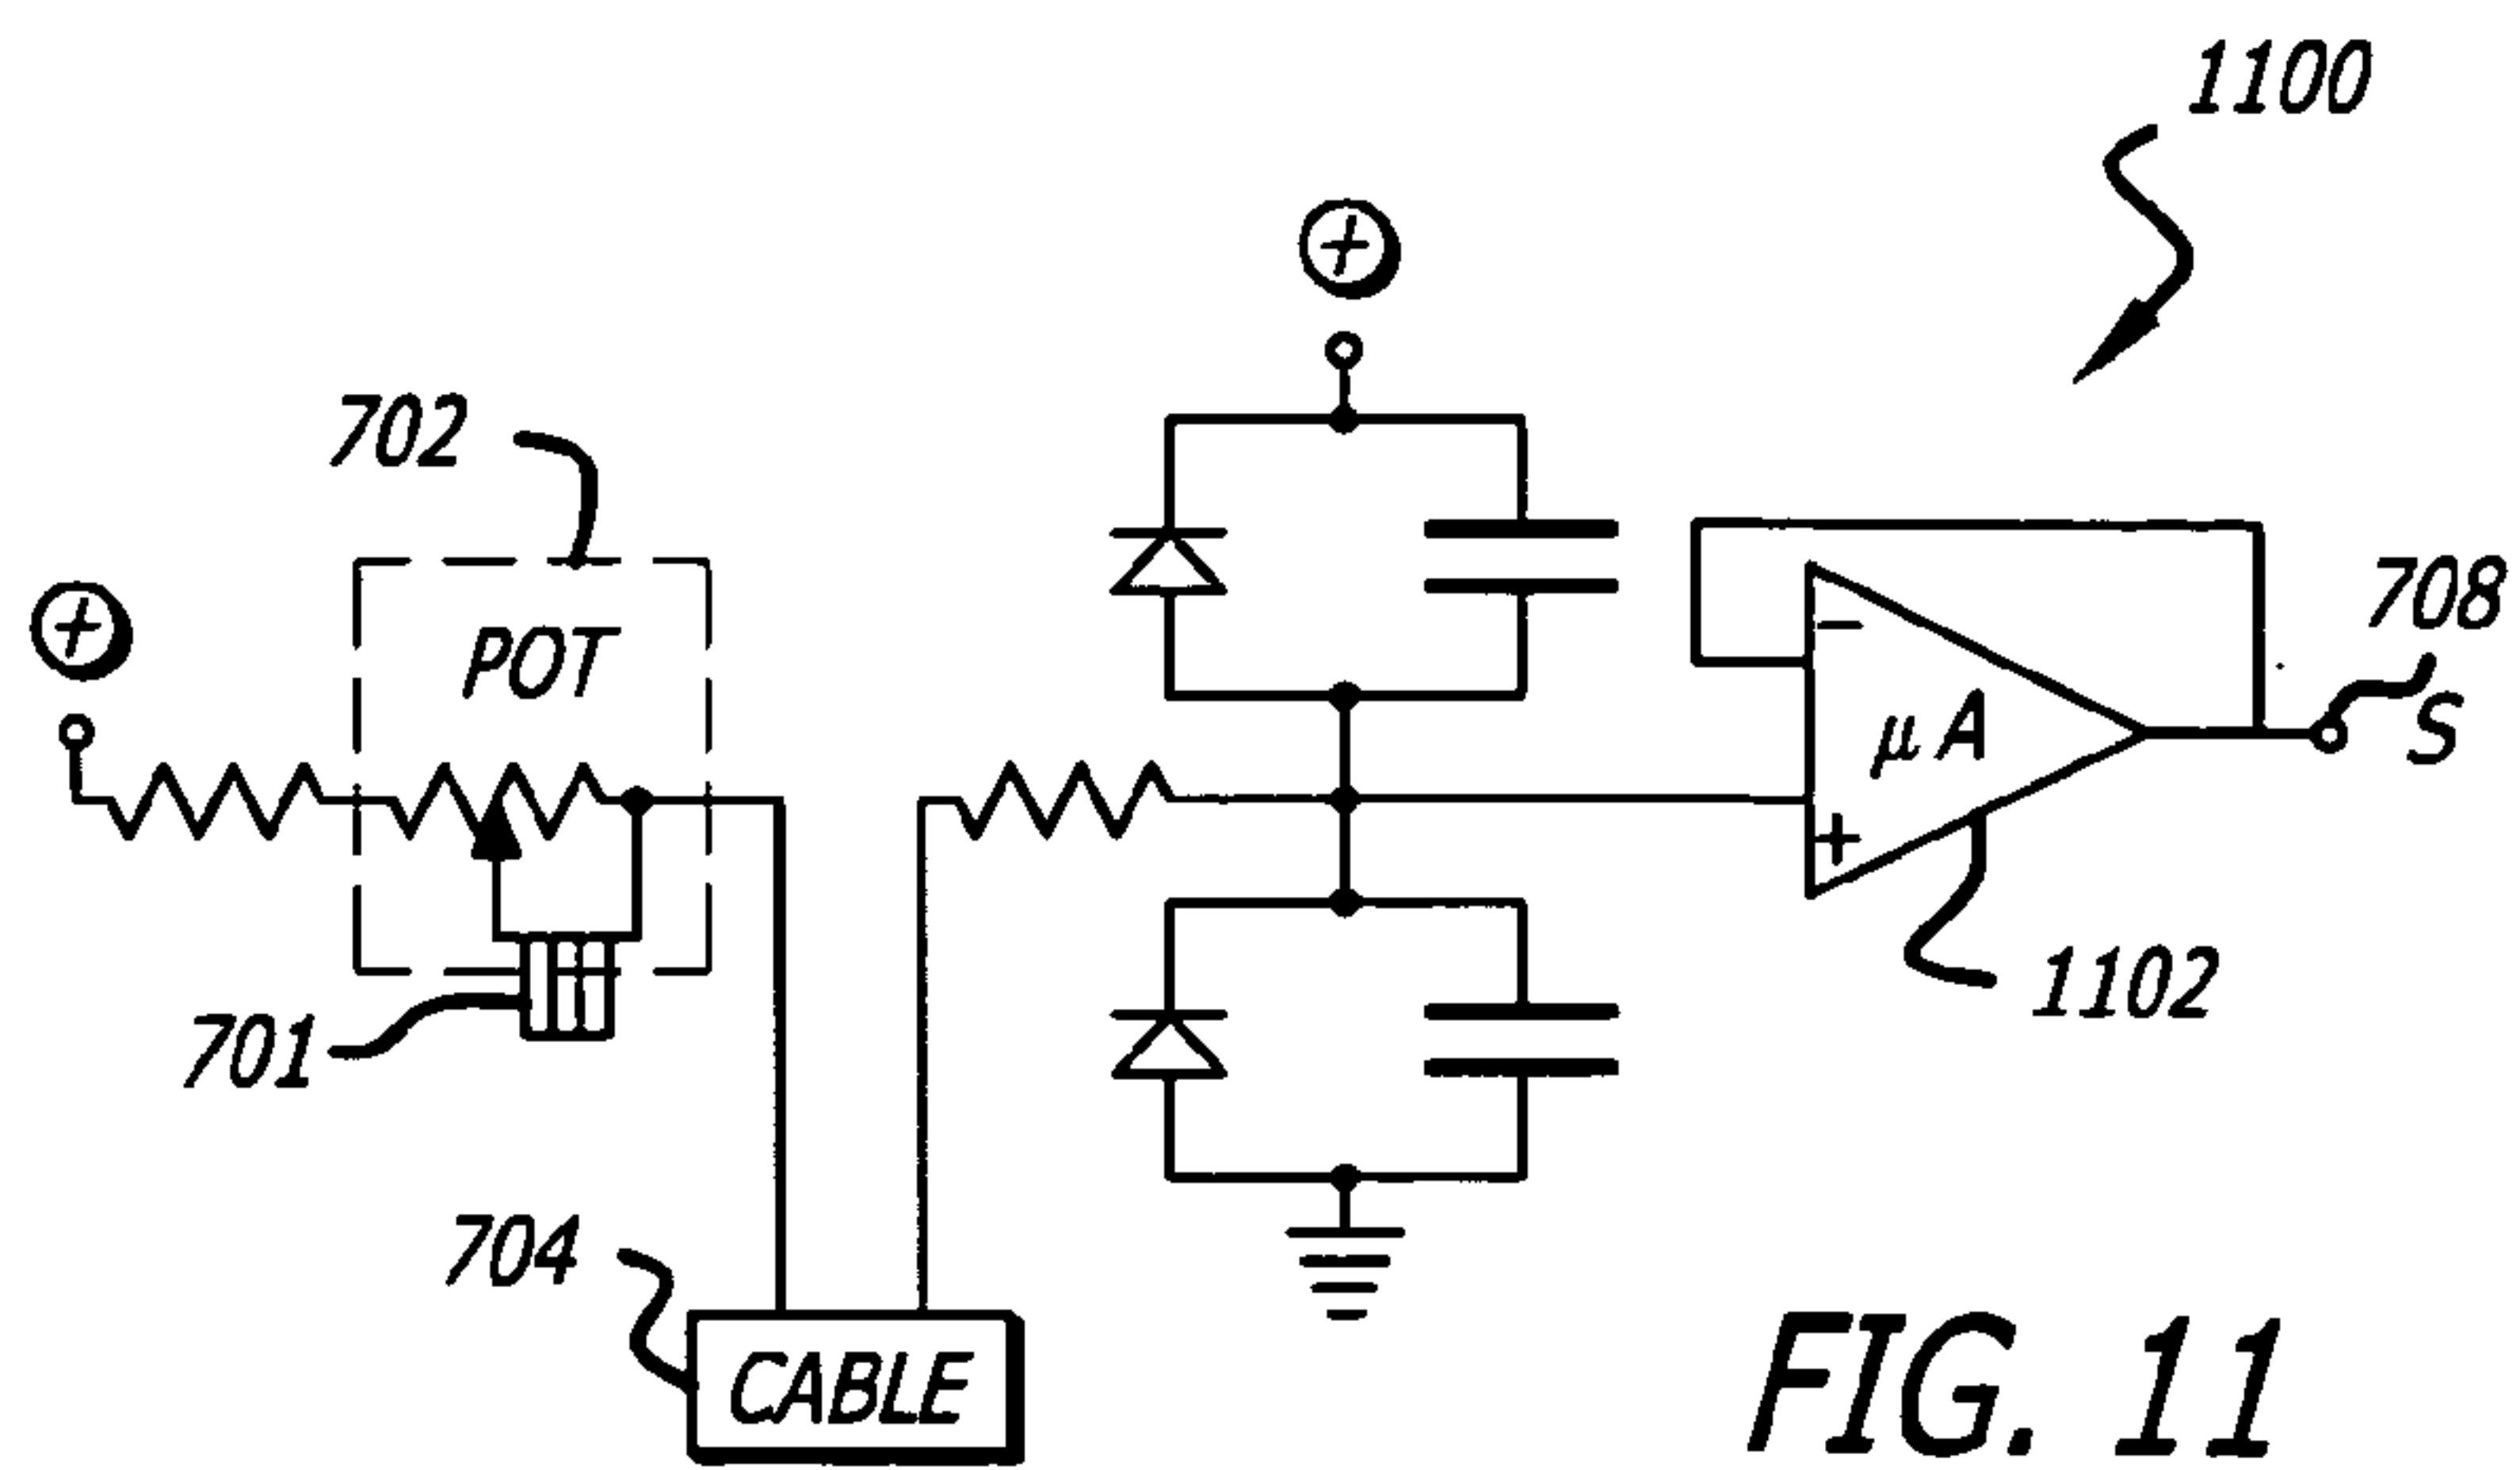 1100
702
+
+
POT
708
−
μA
S
+
1102
701
704
CABLE
FIG. 11